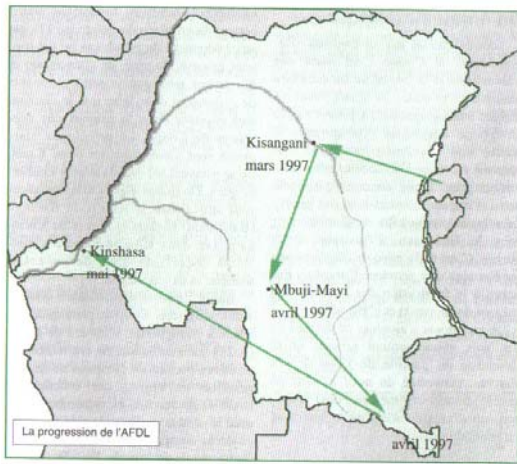 Kisangani
mars 1997
Kinshasa
mai 1997
Mbuji-Mayi
avril 1997
avril 1997
La progression de l'AFDL